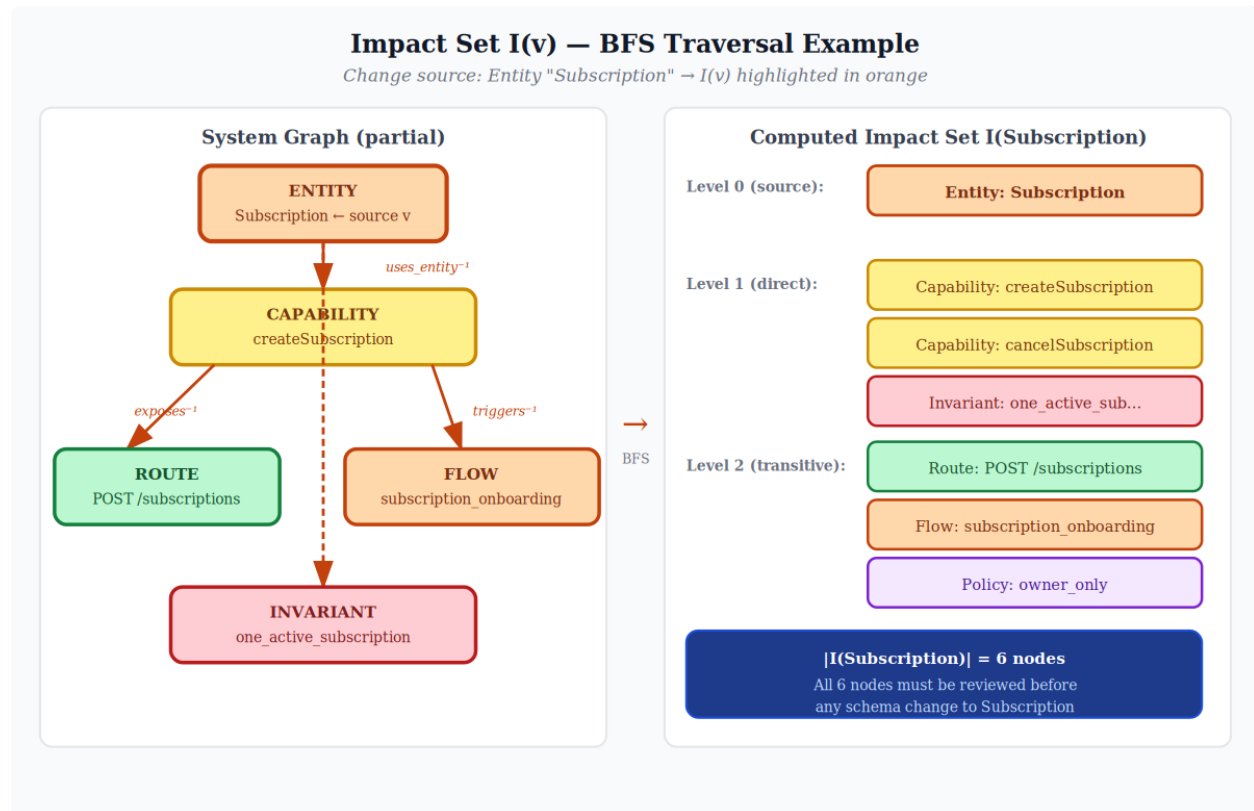 Impact Set I(v) — BFS Traversal Example
Change source: Entity "Subscription" → I(v) highlighted in orange
System Graph (partial)
ENTITY
Subscription ← source v
uses_entity⁻¹
CAPABILITY
createSubscription
exposes⁻¹
triggers⁻¹
ROUTE
POST /subscriptions
FLOW
subscription_onboarding
INVARIANT
one_active_subscription
→
BFS
Computed Impact Set I(Subscription)
Level 0 (source):
Entity: Subscription
Level 1 (direct):
Capability: createSubscription
Capability: cancelSubscription
Invariant: one_active_sub...
Level 2 (transitive):
Route: POST /subscriptions
Flow: subscription_onboarding
Policy: owner_only
|I(Subscription)| = 6 nodes
All 6 nodes must be reviewed before
any schema change to Subscription